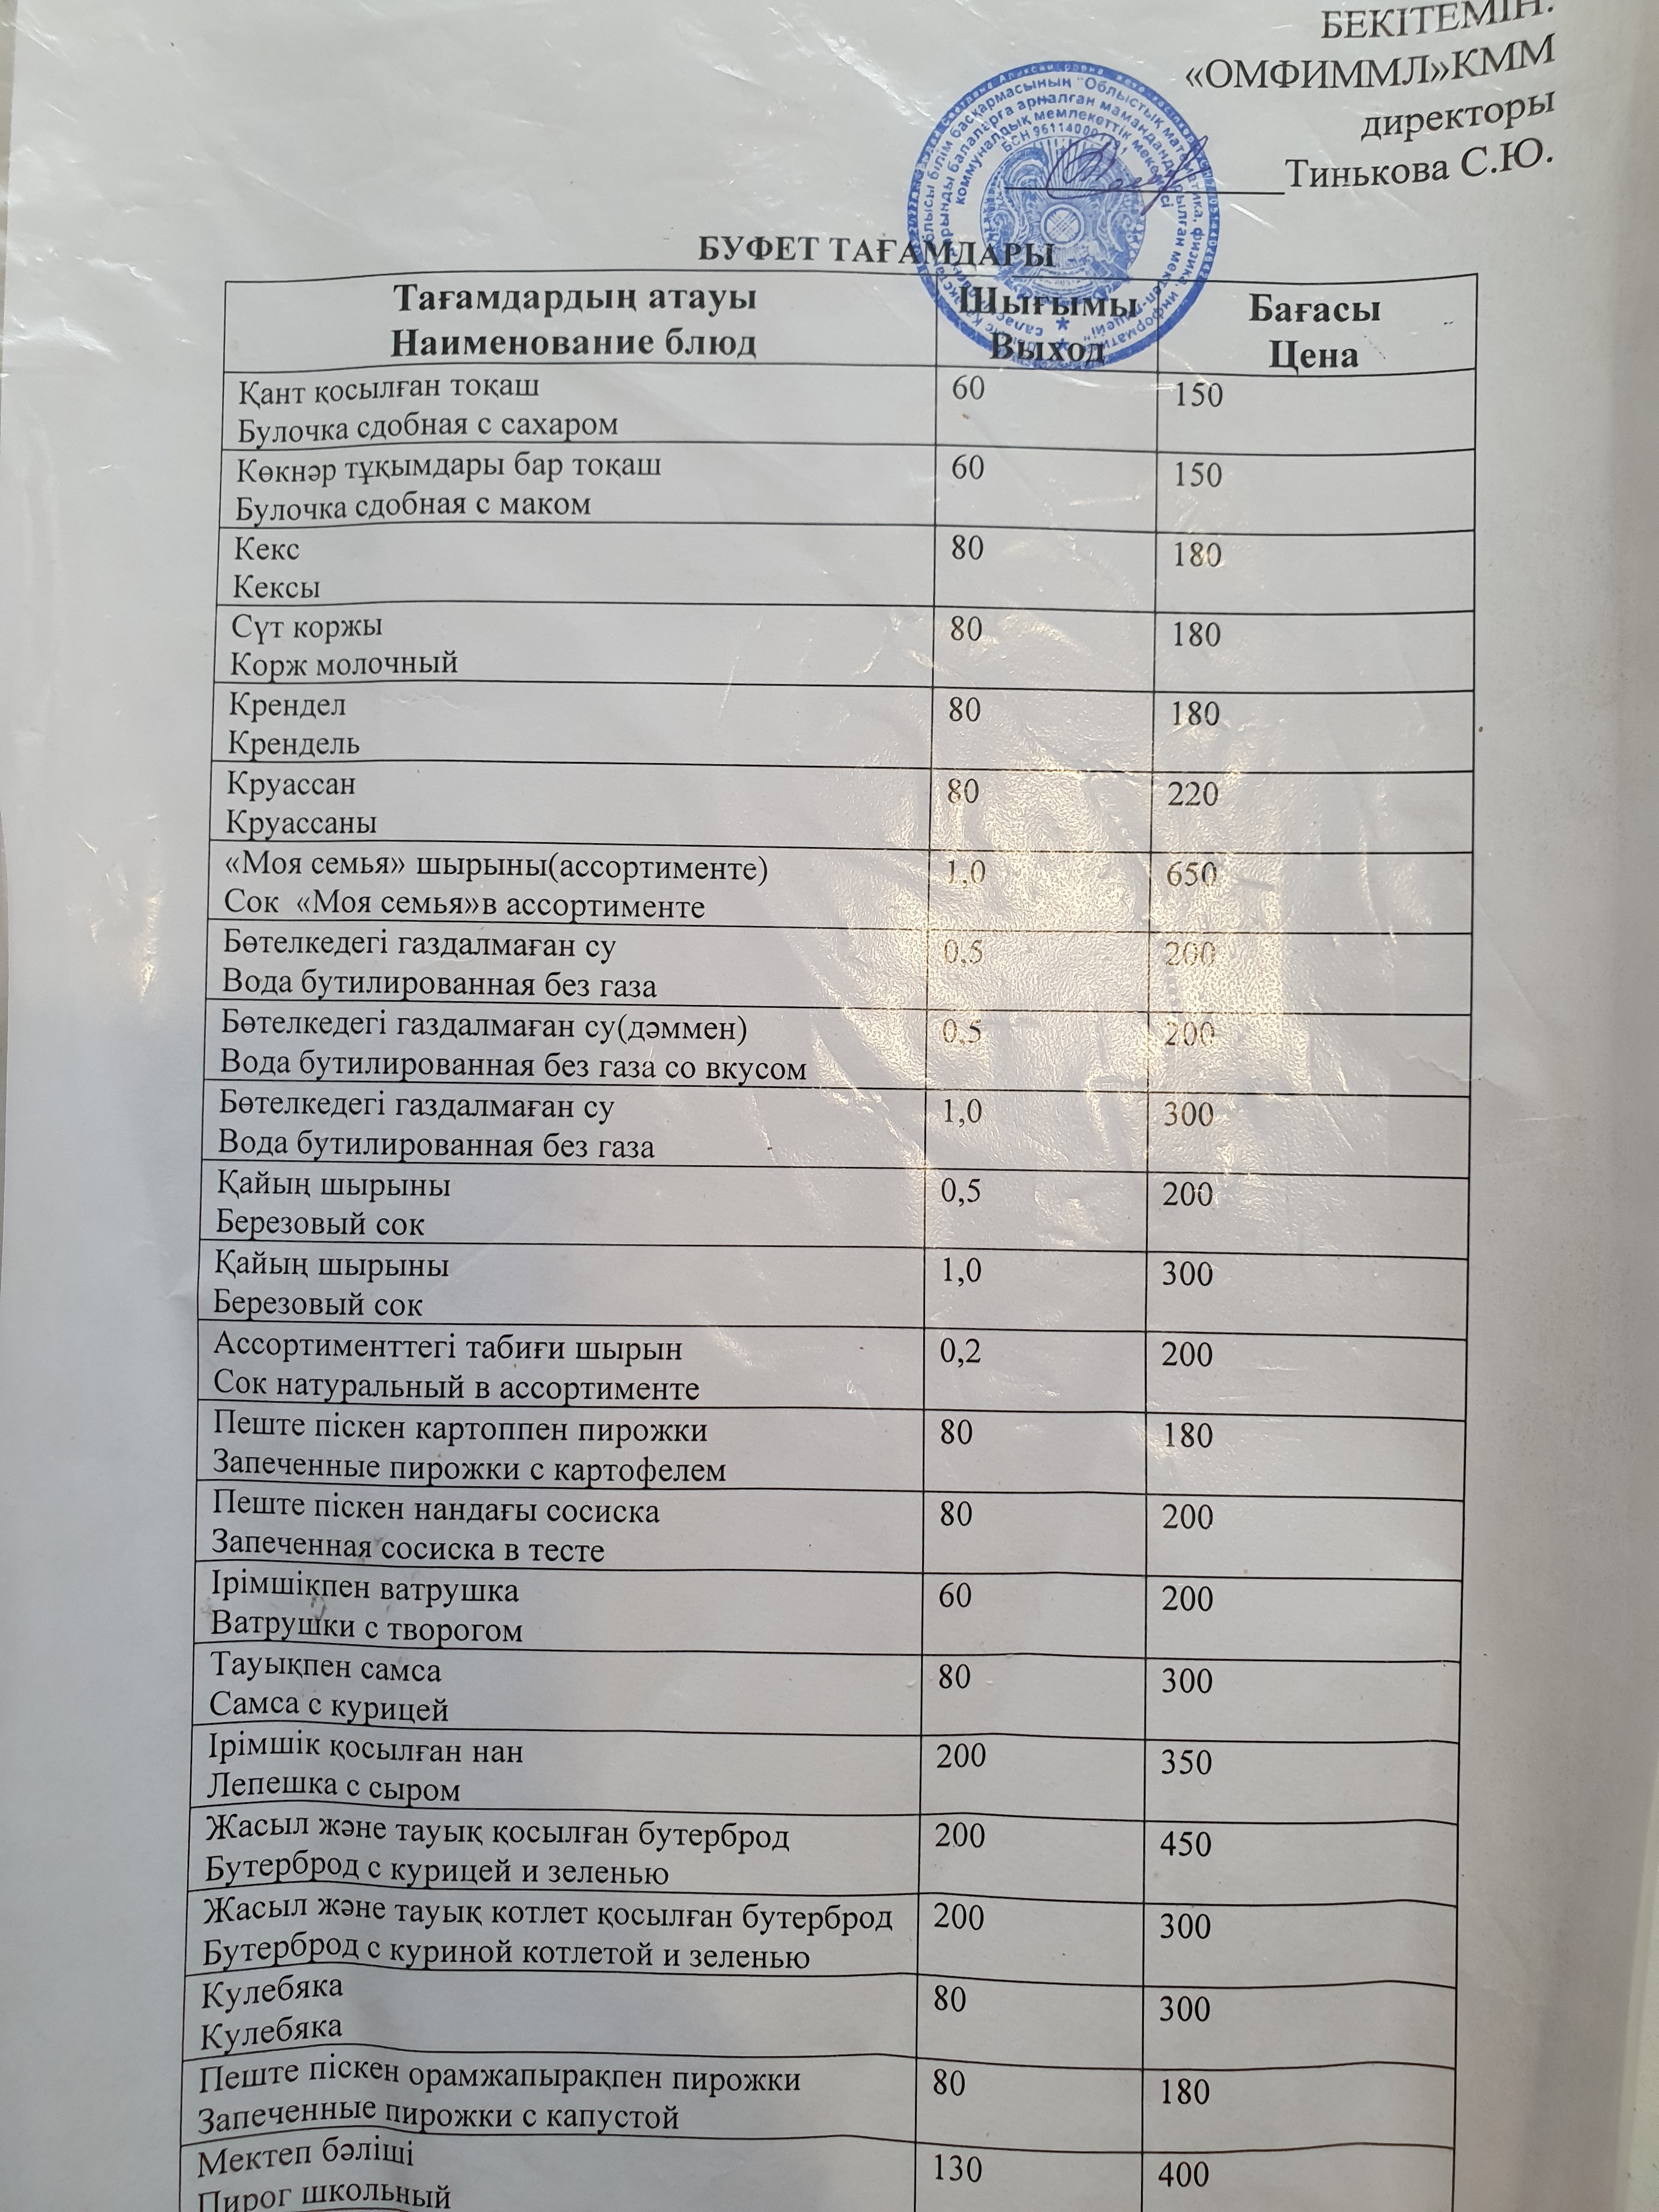 БЕКІТЕМІН:
«ОМФИММЛ»КММ
директоры
Тинькова С.Ю.
БСН 96114000
БУФЕТ ТАҒАМДАРЫ
Тағамдардың атауы
Наименование блюд
Шығымы
Выход
Бағасы
Цена
Қант қосылған тоқаш
Булочка сдобная с сахаром
60
150
Көкнәр тұқымдары бар тоқаш
Булочка сдобная с маком
60
150
Кекс
Кексы
80
180
Сүт коржы
Корж молочный
80
180
Крендел
Крендель
80
180
Круассан
Круассаны
80
220
«Моя семья» шырыны(ассортименте)
Сок «Моя семья»в ассортименте
1,0
650
Бөтелкедегі газдалмаған су
Вода бутилированная без газа
0,5
200
Бөтелкедегі газдалмаған су(дәммен)
Вода бутилированная без газа со вкусом
0,5
200
Бөтелкедегі газдалмаған су
Вода бутилированная без газа
1,0
300
Қайың шырыны
Березовый сок
0,5
200
Қайың шырыны
Березовый сок
1,0
300
Ассортименттегі табиғи шырын
Сок натуральный в ассортименте
0,2
200
Пеште піскен картоппен пирожки
Запеченные пирожки с картофелем
80
180
Пеште піскен нандағы сосиска
Запеченная сосиска в тесте
80
200
Ірімшікпен ватрушка
Ватрушки с творогом
60
200
Тауықпен самса
Самса с курицей
80
300
Ірімшік қосылған нан
Лепешка с сыром
200
350
Жасыл және тауық қосылған бутерброд
Бутерброд с курицей и зеленью
200
450
Жасыл және тауық котлет қосылған бутерброд
Бутерброд с куриной котлетой и зеленью
200
300
Кулебяка
Кулебяка
80
300
Пеште піскен орамжапырақпен пирожки
Запеченные пирожки с капустой
80
180
Мектеп бәліші
Пирог школьный
130
400